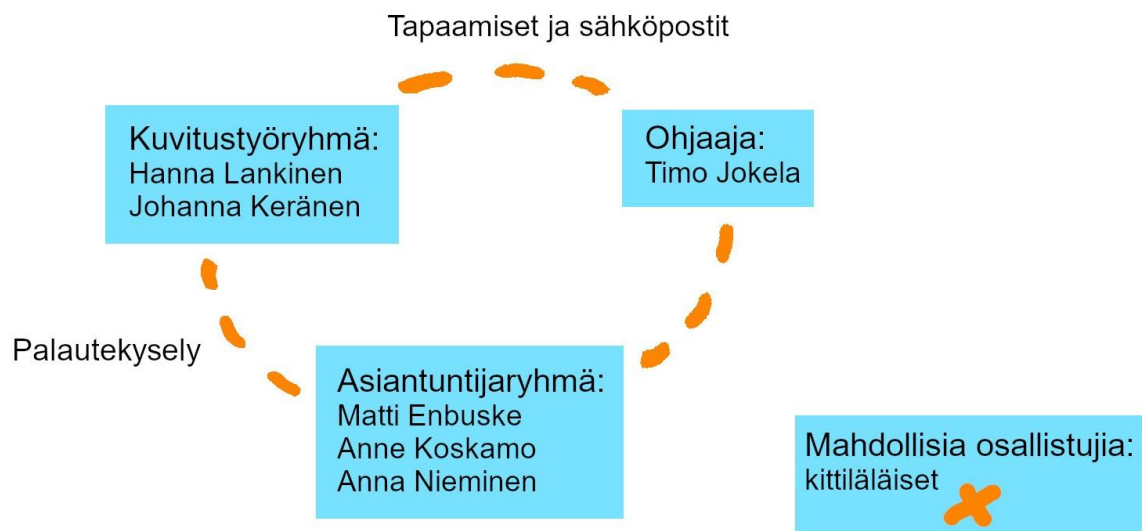 Tapaamiset ja sähköpostit
Kuvitustyöryhmä:
Hanna Lankinen
Johanna Keränen
Ohjaaja:
Timo Jokela
Palautekysely
Asiantuntijaryhmä:
Matti Enbuske
Anne Koskamo
Anna Nieminen
Mahdollisia osallistujia:
kittiläläiset